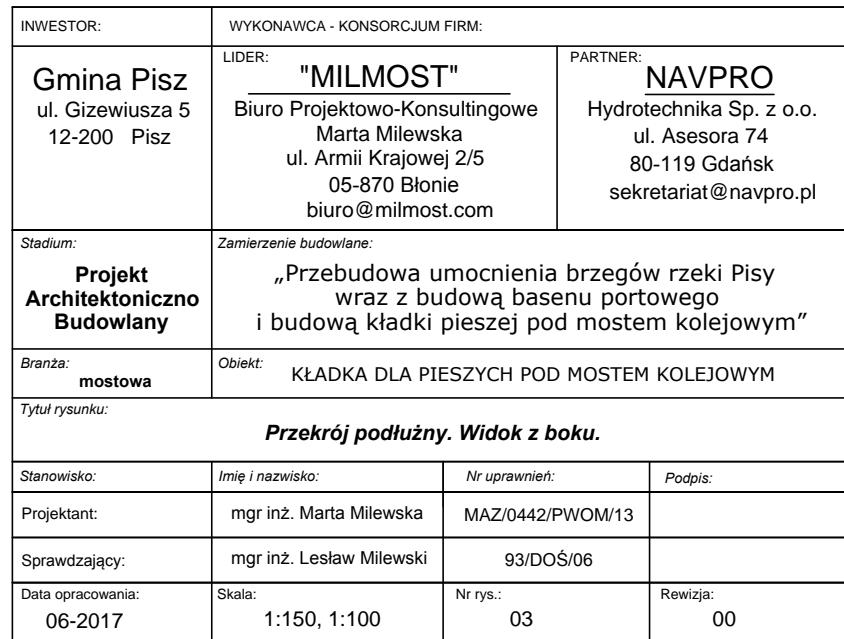 INWESTOR:
WYKONAWCA - KONSORCJUM FIRM:
Gmina Pisz
ul. Gizewiusza 5
12-200 Pisz
LIDER:
"MILMOST"
Biuro Projektowo-Konsultingowe
Marta Milewska
ul. Armii Krajowej 2/5
05-870 Błonie
biuro@milmost.com
PARTNER:
NAVPRO
Hydrotechnika Sp. z o.o.
ul. Asesora 74
80-119 Gdańsk
sekretariat@navpro.pl
Stadium:
Projekt
Architektoniczno
Budowlany
Zamierzenie budowlane:
„Przebudowa umocnienia brzegów rzeki Pisy
wraz z budową basenu portowego
i budową kładki pieszej pod mostem kolejowym”
Branża:
mostowa
Obiekt:
KŁADKA DLA PIESZYCH POD MOSTEM KOLEJOWYM
Tytuł rysunku:
Przekrój podłużny. Widok z boku.
Stanowisko:
Imię i nazwisko:
Nr uprawnień:
Podpis:
Projektant:
mgr inż. Marta Milewska
MAZ/0442/PWOM/13
Sprawdzający:
mgr inż. Lesław Milewski
93/DOŚ/06
Data opracowania:
06-2017
Skala:
1:150, 1:100
Nr rys.:
03
Rewizja:
00